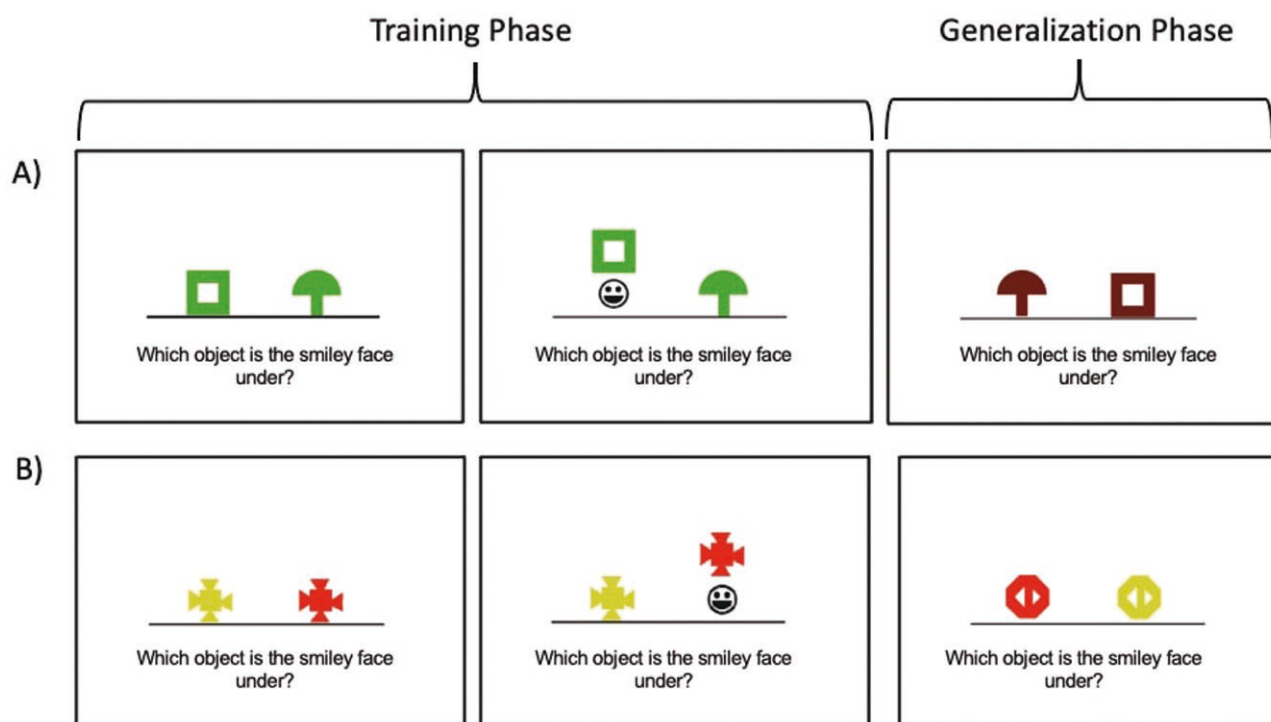 Training Phase
Generalization Phase
A)
Which object is the smiley face
under?
Which object is the smiley face
under?
Which object is the smiley face
under?
B)
Which object is the smiley face
under?
Which object is the smiley face
under?
Which object is the smiley face
under?